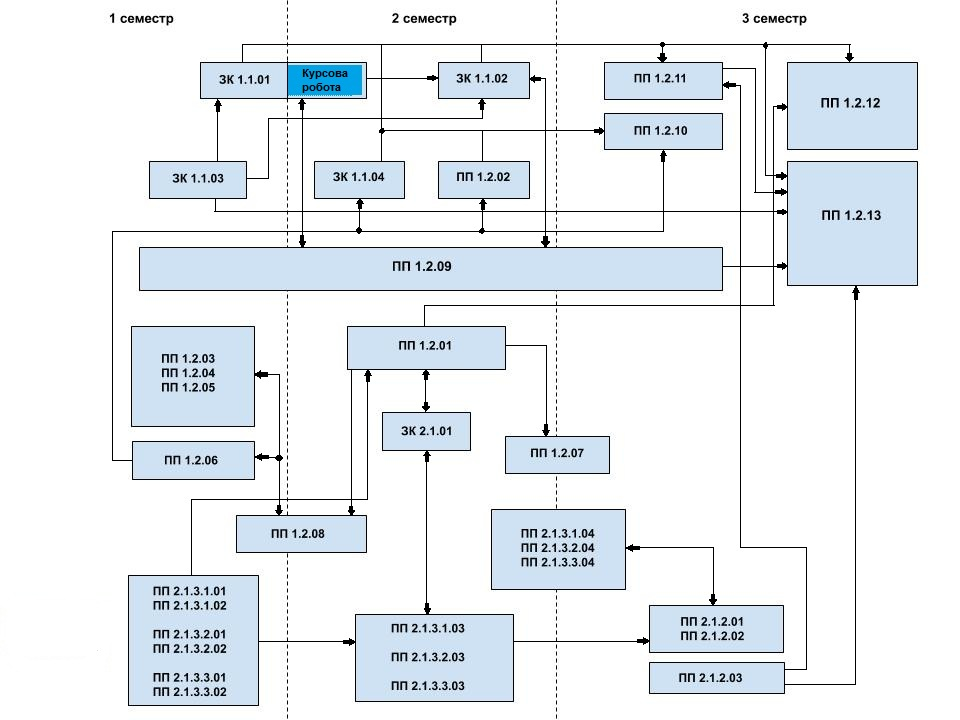 1 семестр
2 семестр
3 семестр
ЗК 1.1.01
Курсова
робота
ЗК 1.1.02
ПП 1.2.11
ПП 1.2.12
ПП 1.2.10
ЗК 1.1.03
ЗК 1.1.04
ПП 1.2.02
ПП 1.2.13
ПП 1.2.09
ПП 1.2.01
ПП 1.2.03
ПП 1.2.04
ПП 1.2.05
ЗК 2.1.01
ПП 1.2.06
ПП 1.2.07
ПП 1.2.08
ПП 2.1.3.1.04
ПП 2.1.3.2.04
ПП 2.1.3.3.04
ПП 2.1.3.1.01
ПП 2.1.3.1.02
ПП 2.1.3.2.01
ПП 2.1.3.2.02
ПП 2.1.3.3.01
ПП 2.1.3.3.02
ПП 2.1.3.1.03
ПП 2.1.3.2.03
ПП 2.1.3.3.03
ПП 2.1.2.01
ПП 2.1.2.02
ПП 2.1.2.03